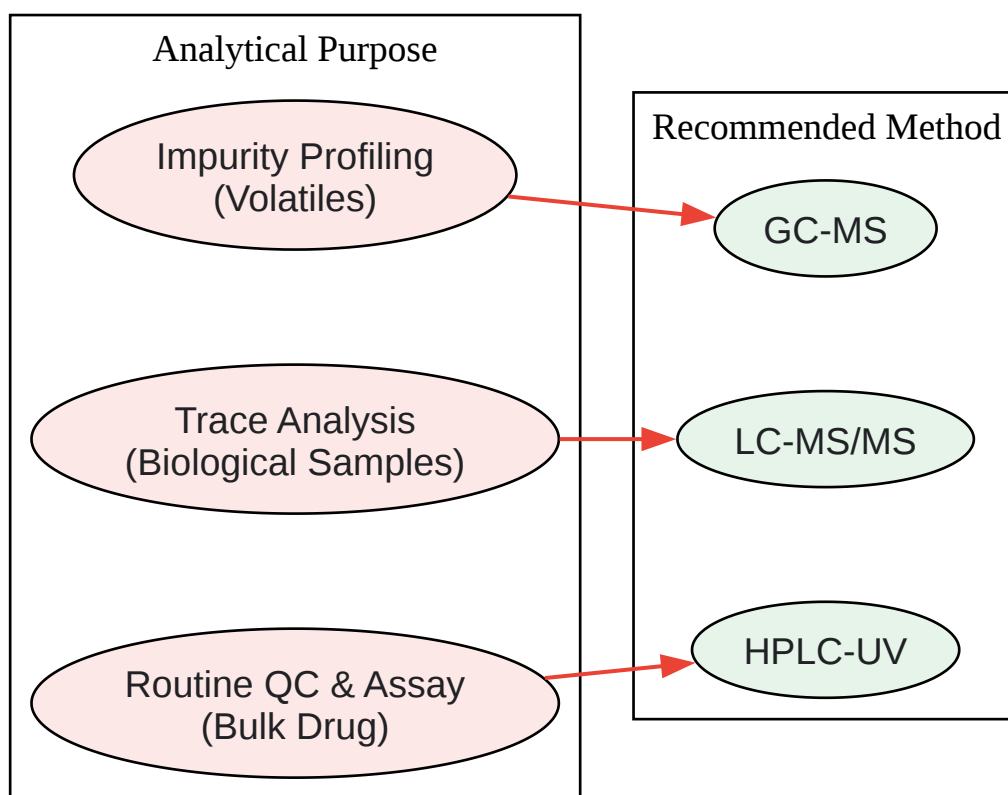 Analytical Purpose
Impurity Profiling
(Volatiles)
Trace Analysis
(Biological Samples)
Routine QC & Assay
(Bulk Drug)
Recommended Method
GC-MS
LC-MS/MS
HPLC-UV